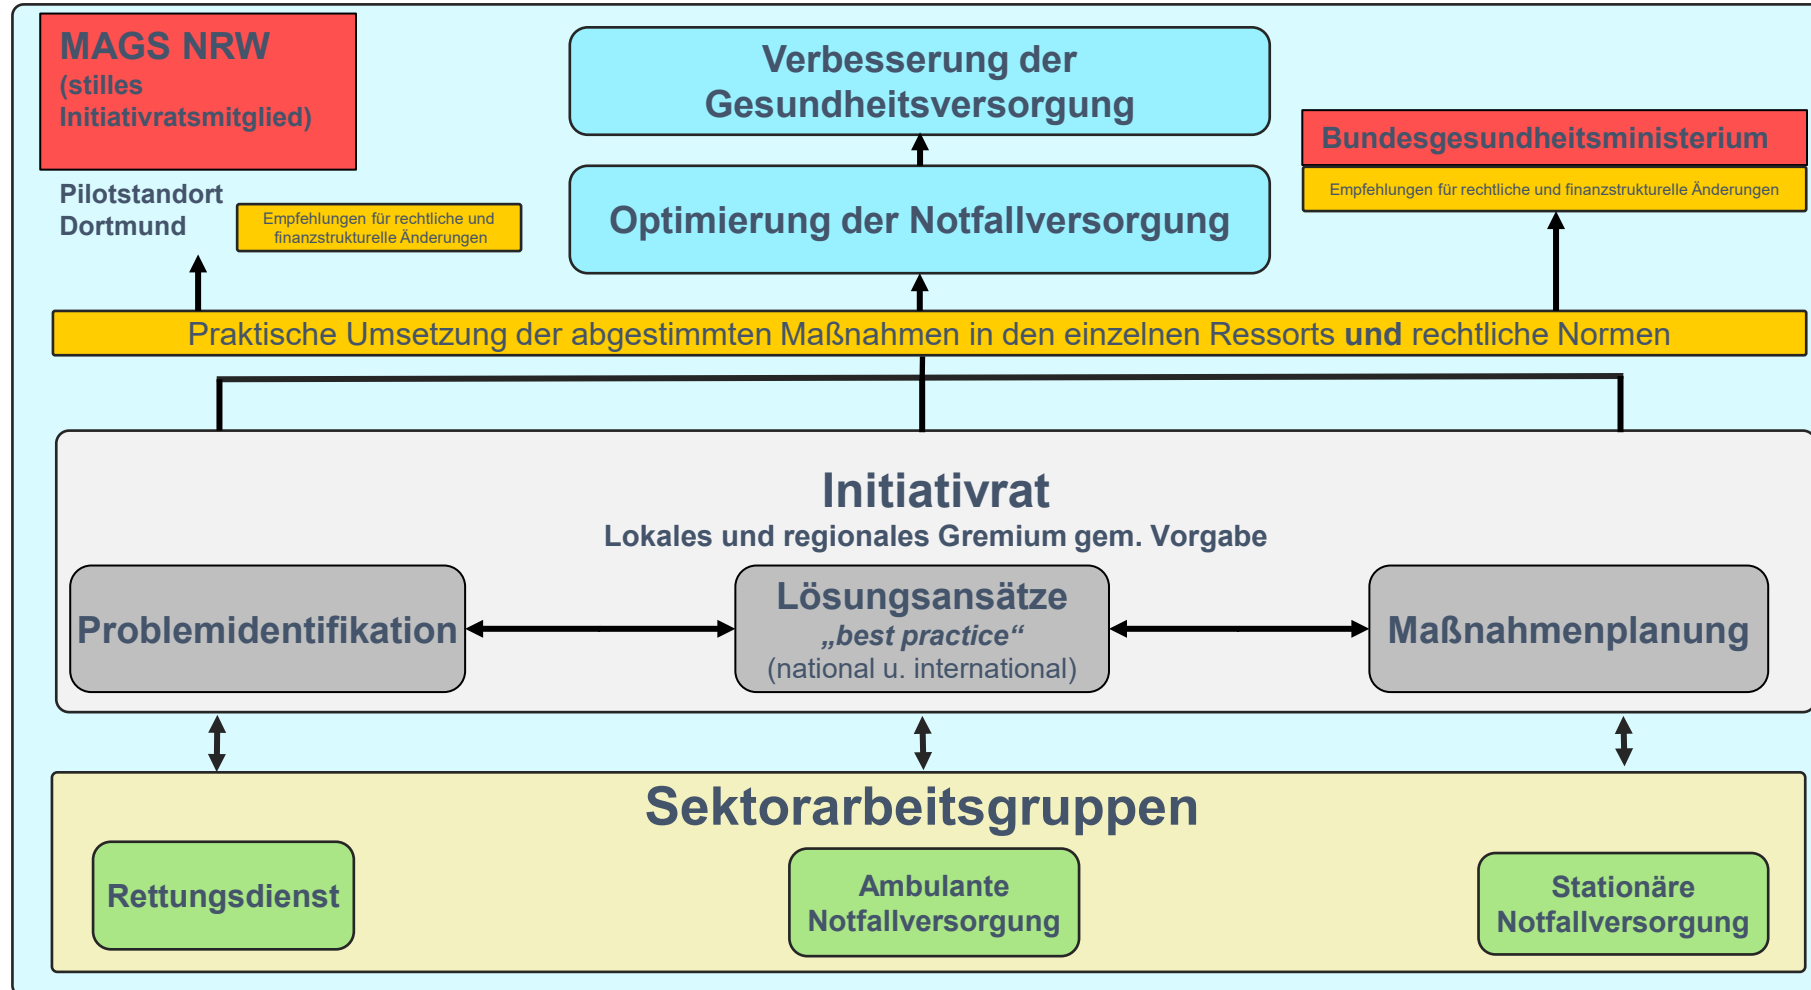 MAGS NRW
(stilles
Initiativratsmitglied)
Verbesserung der
Gesundheitsversorgung
Bundesgesundheitsministerium
Empfehlungen für rechtliche und finanzstrukturelle Änderungen
Pilotstandort
Dortmund
Empfehlungen für rechtliche und
finanzstrukturelle Änderungen
Optimierung der Notfallversorgung
Praktische Umsetzung der abgestimmten Maßnahmen in den einzelnen Ressorts und rechtliche Normen
Initiativrat
Lokales und regionales Gremium gem. Vorgabe
Problemidentifikation
Lösungsansätze
„best practice“
(national u. international)
Maßnahmenplanung
Sektorarbeitsgruppen
Rettungsdienst
Ambulante
Notfallversorgung
Stationäre
Notfallversorgung